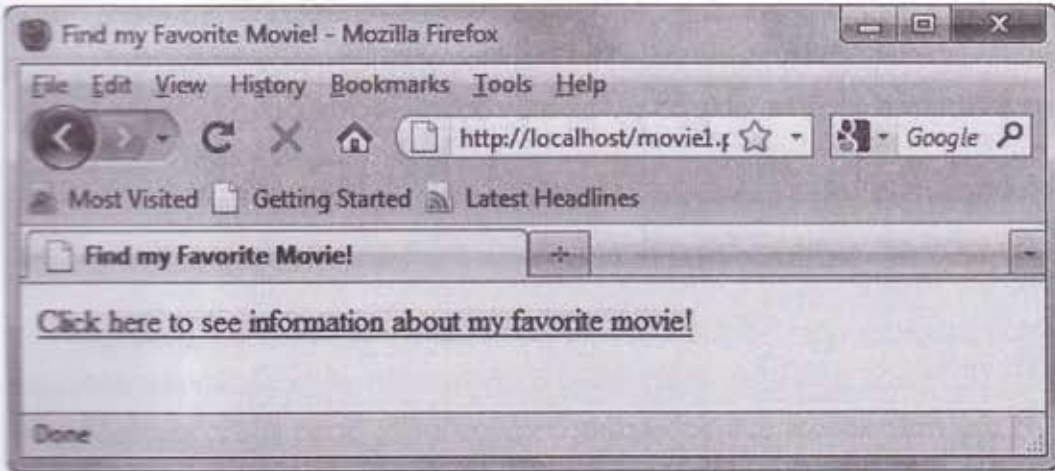 Find my Favorite Movie! - Mozilla Firefox
File Edit View History Bookmarks Tools Help
http://localhost/movie1.p Google
Most Visited Getting Started Latest Headlines
Find my Favorite Movie!
Click here to see information about my favorite movie!
Done